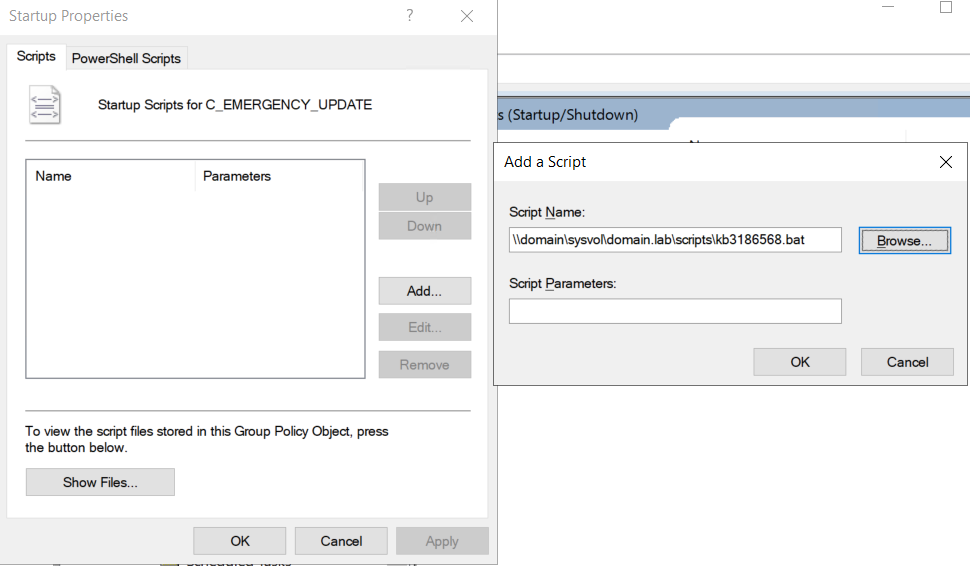 Startup Properties
?
Scripts
PowerShell Scripts
Startup Scripts for C_EMERGENCY_UPDATE
Name
Parameters
Up
Down
Add...
Edit...
Remove
To view the script files stored in this Group Policy Object, press
the button below.
Show Files...
OK
Cancel
Apply
s (Startup/Shutdown)
Add a Script
Script Name:
\\domain\sysvol\domain.lab\scripts\kb3186568.bat
Browse...
Script Parameters:
OK
Cancel
Scheduled Tasks